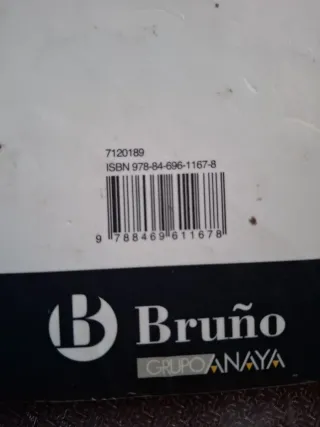 7120189
ISBN 978-84-696-1167-8
9 788469 611678
B Bruño
GRUPO ANAYA